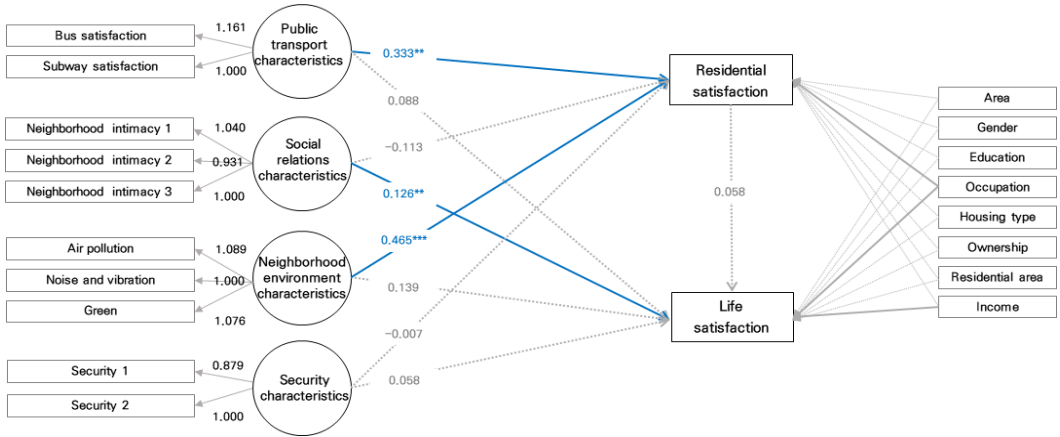 Bus satisfaction
Subway satisfaction
1.161
1.000
Public
transport
characteristics
Neighborhood intimacy 1
Neighborhood intimacy 2
Neighborhood intimacy 3
1.040
0.931
1.000
Social
relations
characteristics
Air pollution
Noise and vibration
Green
1.089
1.000
1.076
Neighborhood
environment
characteristics
Security 1
Security 2
0.879
1.000
Security
characteristics
0.333**
0.088
−0.113
0.126**
0.465***
0.139
−0.007
0.058
Residential
satisfaction
0.058
Life
satisfaction
Area
Gender
Education
Occupation
Housing type
Ownership
Residential area
Income